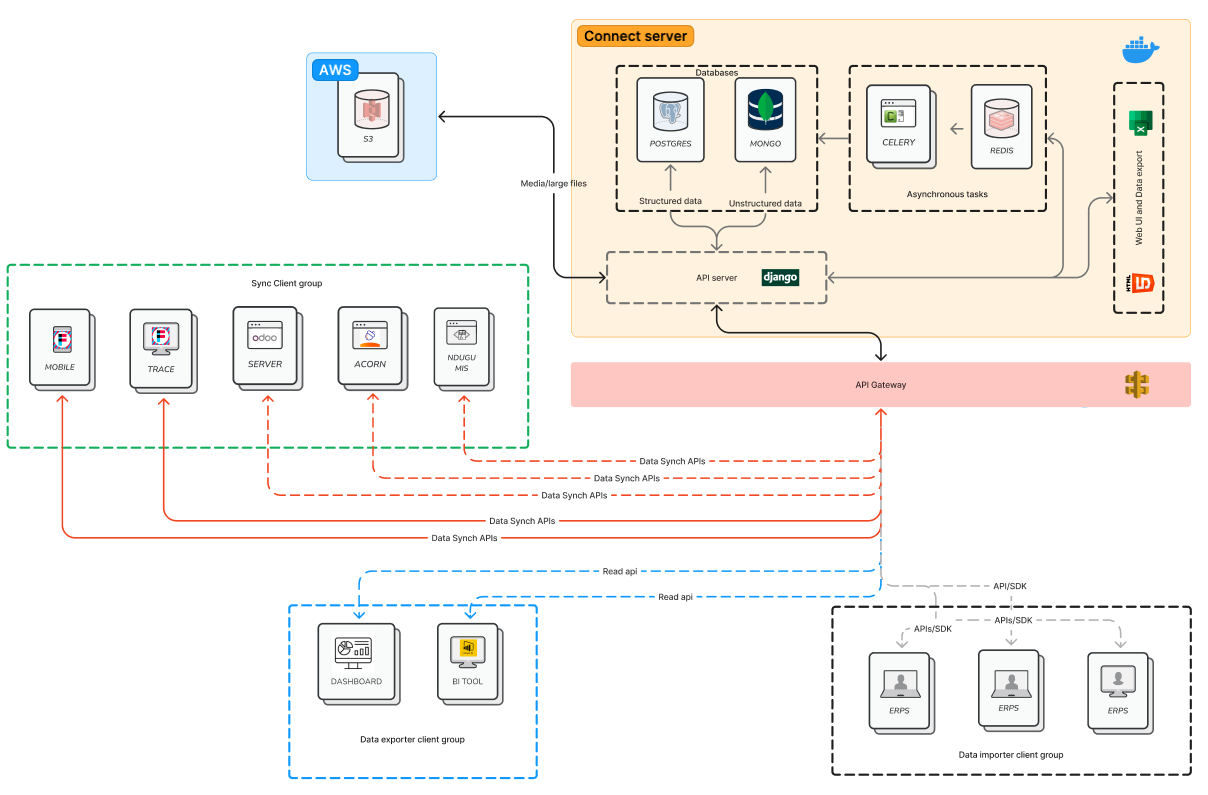 Connect server
AWS
S3
Databases
POSTGRES
MONGO
Structured data
Unstructured data
CELERY
REDIS
Asynchronous tasks
X
Web UI and Data export
HTML
5
Media/large files
API server
django
API Gateway
Sync Client group
F
MOBILE
F
TRACE
odoo
SERVER
ACORN
NDUGU
MIS
Data Synch APIs
Data Synch APIs
Data Synch APIs
Data Synch APIs
Data Synch APIs
Read api
Read api
API/SDK
APIs/SDK
APIs/SDK
DASHBOARD
BI TOOL
Data exporter client group
ERPS
ERPS
ERPS
Data importer client group